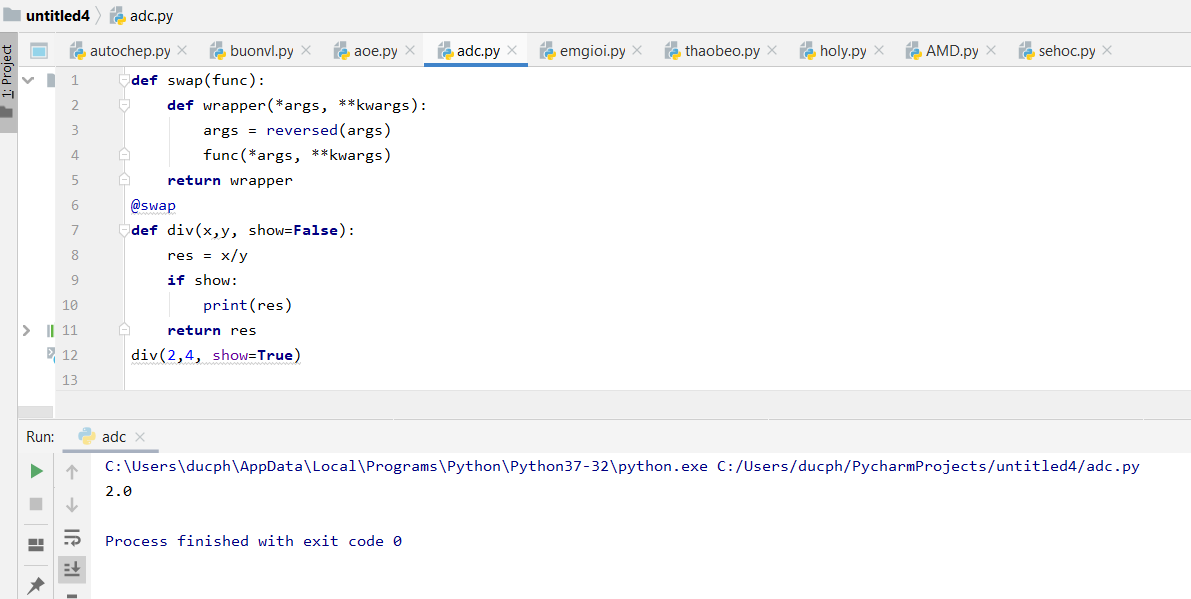 untitled4 adc.py
1: Project
autochep.py buonvl.py aoe.py adc.py emgioi.py thaobeo.py holy.py AMD.py sehoc.py
1 def swap(func):
2     def wrapper(*args, **kwargs):
3         args = reversed(args)
4         func(*args, **kwargs)
5     return wrapper
6 @swap
7 def div(x,y, show=False):
8     res = x/y
9     if show:
10         print(res)
11     return res
12 div(2,4, show=True)
13
Run: adc
C:\Users\ducph\AppData\Local\Programs\Python\Python37-32\python.exe C:/Users/ducph/PycharmProjects/untitled4/adc.py
2.0
Process finished with exit code 0